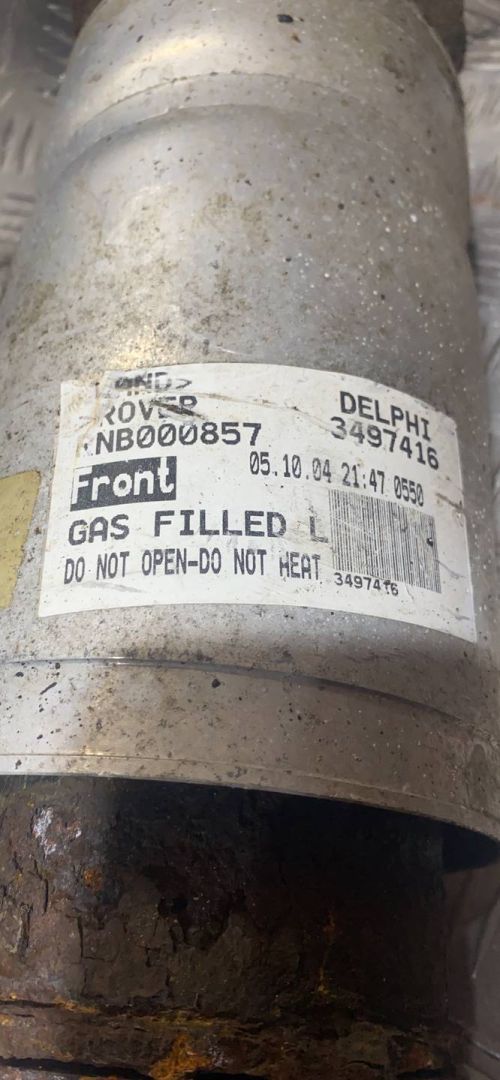 ROVER
NB000857
DELPHI
3497416
Front
05.10.04 21:47 0550
GAS FILLED L
DO NOT OPEN-DO NOT HEAT
3497416